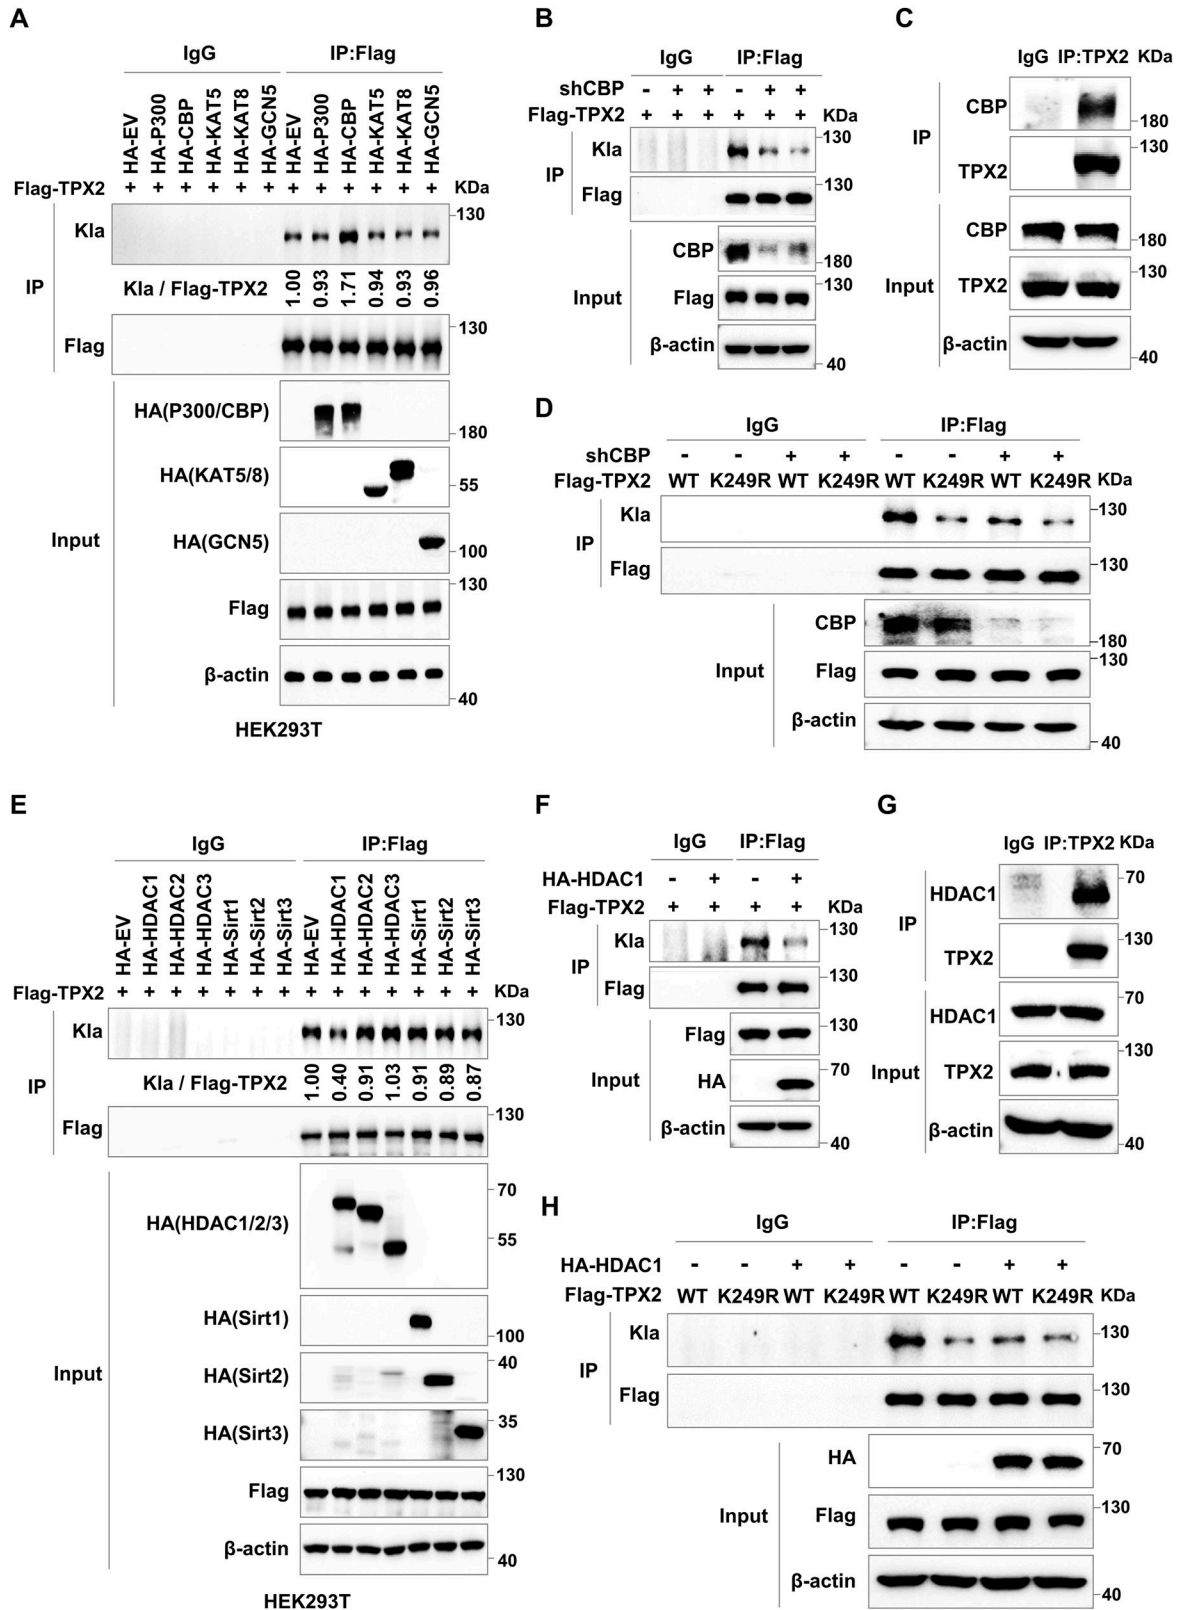 A
IgG IP:Flag
HA-EV HA-P300 HA-CBP HA-KAT5 HA-KAT8 HA-GCN5 HA-EV HA-P300 HA-CBP HA-KAT5 HA-KAT8 HA-GCN5
Flag-TPX2 + + + + + + + + + + + + KDa
IP
Kla 130
Kla / Flag-TPX2 1.00 0.93 1.71 0.94 0.93 0.96
Flag 130
Input
HA(P300/CBP) 180
HA(KAT5/8) 55
HA(GCN5) 100
Flag 130
β-actin 40
HEK293T
B
IgG IP:Flag
shCBP - + + - + +
Flag-TPX2 + + + + + + KDa
IP
Kla 130
Flag 130
Input
CBP 180
Flag 130
β-actin 40
C
IgG IP:TPX2 KDa
IP
CBP 180
TPX2 130
Input
CBP 180
TPX2 130
β-actin 40
D
IgG IP:Flag
shCBP - - + + - - + +
Flag-TPX2 WT K249R WT K249R WT K249R WT K249R KDa
IP
Kla 130
Flag 130
Input
CBP 180
Flag 130
β-actin 40
E
IgG IP:Flag
HA-EV HA-HDAC1 HA-HDAC2 HA-HDAC3 HA-Sirt1 HA-Sirt2 HA-Sirt3 HA-EV HA-HDAC1 HA-HDAC2 HA-HDAC3 HA-Sirt1 HA-Sirt2 HA-Sirt3
Flag-TPX2 + + + + + + + + + + + + + + KDa
IP
Kla 130
Kla / Flag-TPX2 1.00 0.40 0.91 1.03 0.91 0.89 0.87
Flag 130
Input
HA(HDAC1/2/3) 70
55
HA(Sirt1) 100
HA(Sirt2) 40
HA(Sirt3) 35
Flag 130
β-actin 40
HEK293T
F
IgG IP:Flag
HA-HDAC1 - + - +
Flag-TPX2 + + + + KDa
IP
Kla 130
Flag 130
Input
Flag 130
HA 70
β-actin 40
G
IgG IP:TPX2 KDa
IP
HDAC1 70
TPX2 130
Input
HDAC1 70
TPX2 130
β-actin 40
H
IgG IP:Flag
HA-HDAC1 - - + + - - + +
Flag-TPX2 WT K249R WT K249R WT K249R WT K249R KDa
IP
Kla 130
Flag 130
Input
HA 70
Flag 130
β-actin 40